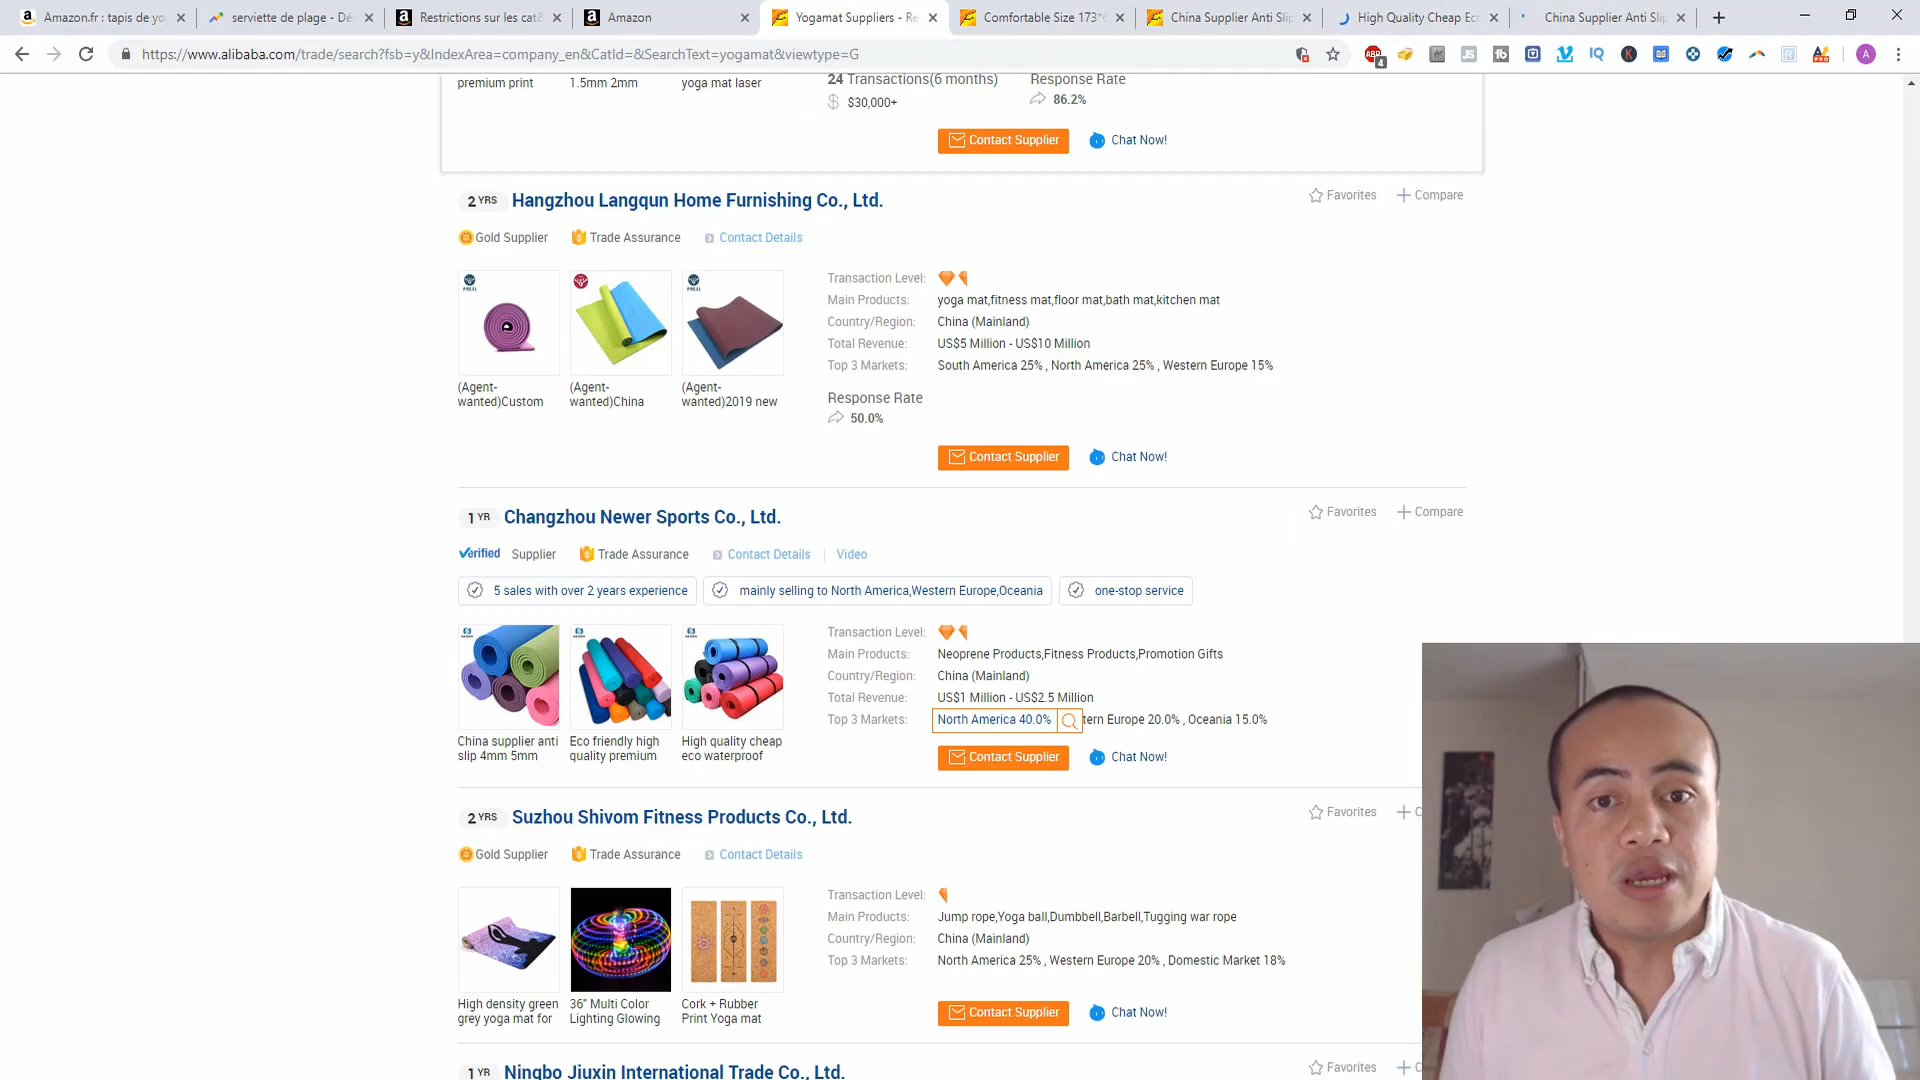 Amazon.fr : tapis de yo
serviette de plage - Dé
Restrictions sur les cat
Amazon
Yogamat Suppliers - Re
Comfortable Size 173*6
China Supplier Anti Slip
High Quality Cheap Ec
China Supplier Anti Slip
https://www.alibaba.com/trade/search?fsb=y&IndexArea=company_en&CatId=&SearchText=yogamat&viewtype=G
premium print
1.5mm 2mm
yoga mat laser
24 Transactions(6 months)
$30,000+
Response Rate
86.2%
Contact Supplier
Chat Now!
2 YRS Hangzhou Langqun Home Furnishing Co., Ltd.
Favorites
Compare
Gold Supplier
Trade Assurance
Contact Details
(Agent-
wanted)Custom
(Agent-
wanted)China
(Agent-
wanted)2019 new
Transaction Level:
Main Products: yoga mat,fitness mat,floor mat,bath mat,kitchen mat
Country/Region: China (Mainland)
Total Revenue: US$5 Million - US$10 Million
Top 3 Markets: South America 25% , North America 25% , Western Europe 15%
Response Rate
50.0%
Contact Supplier
Chat Now!
1 YR Changzhou Newer Sports Co., Ltd.
Favorites
Compare
Verified Supplier
Trade Assurance
Contact Details
Video
5 sales with over 2 years experience
mainly selling to North America,Western Europe,Oceania
one-stop service
China supplier anti
slip 4mm 5mm
Eco friendly high
quality premium
High quality cheap
eco waterproof
Transaction Level:
Main Products: Neoprene Products,Fitness Products,Promotion Gifts
Country/Region: China (Mainland)
Total Revenue: US$1 Million - US$2.5 Million
Top 3 Markets: North America 40.0% tern Europe 20.0% , Oceania 15.0%
Contact Supplier
Chat Now!
2 YRS Suzhou Shivom Fitness Products Co., Ltd.
Favorites
C
Gold Supplier
Trade Assurance
Contact Details
High density green
grey yoga mat for
36" Multi Color
Lighting Glowing
Cork + Rubber
Print Yoga mat
Transaction Level:
Main Products: Jump rope,Yoga ball,Dumbbell,Barbell,Tugging war rope
Country/Region: China (Mainland)
Top 3 Markets: North America 25% , Western Europe 20% , Domestic Market 18%
Contact Supplier
Chat Now!
1 YR Ningbo Jiuxin International Trade Co., Ltd.
Favorites
C